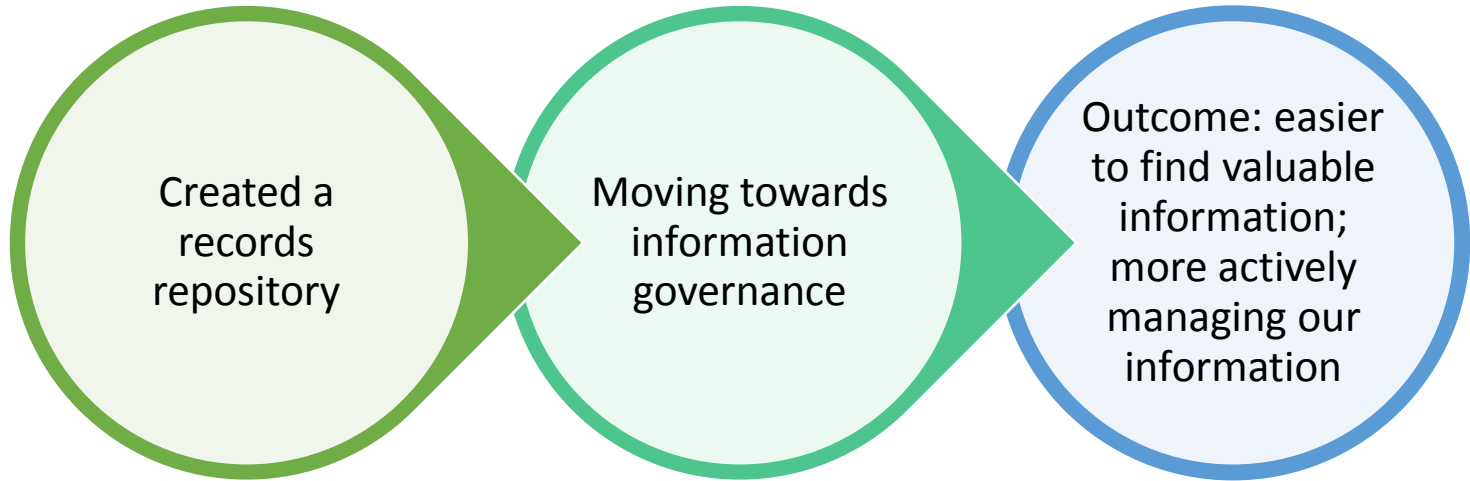 Created a
records
repository
Moving towards
information
governance
Outcome: easier
to find valuable
information;
more actively
managing our
information